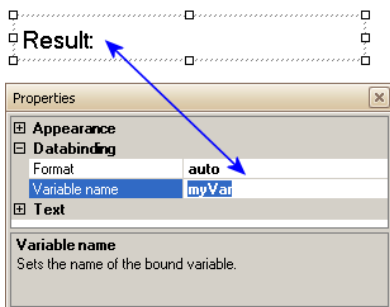 Result:
Properties
Appearance
Databinding
Format auto
Variable name myVar
Text
Variable name
Sets the name of the bound variable.